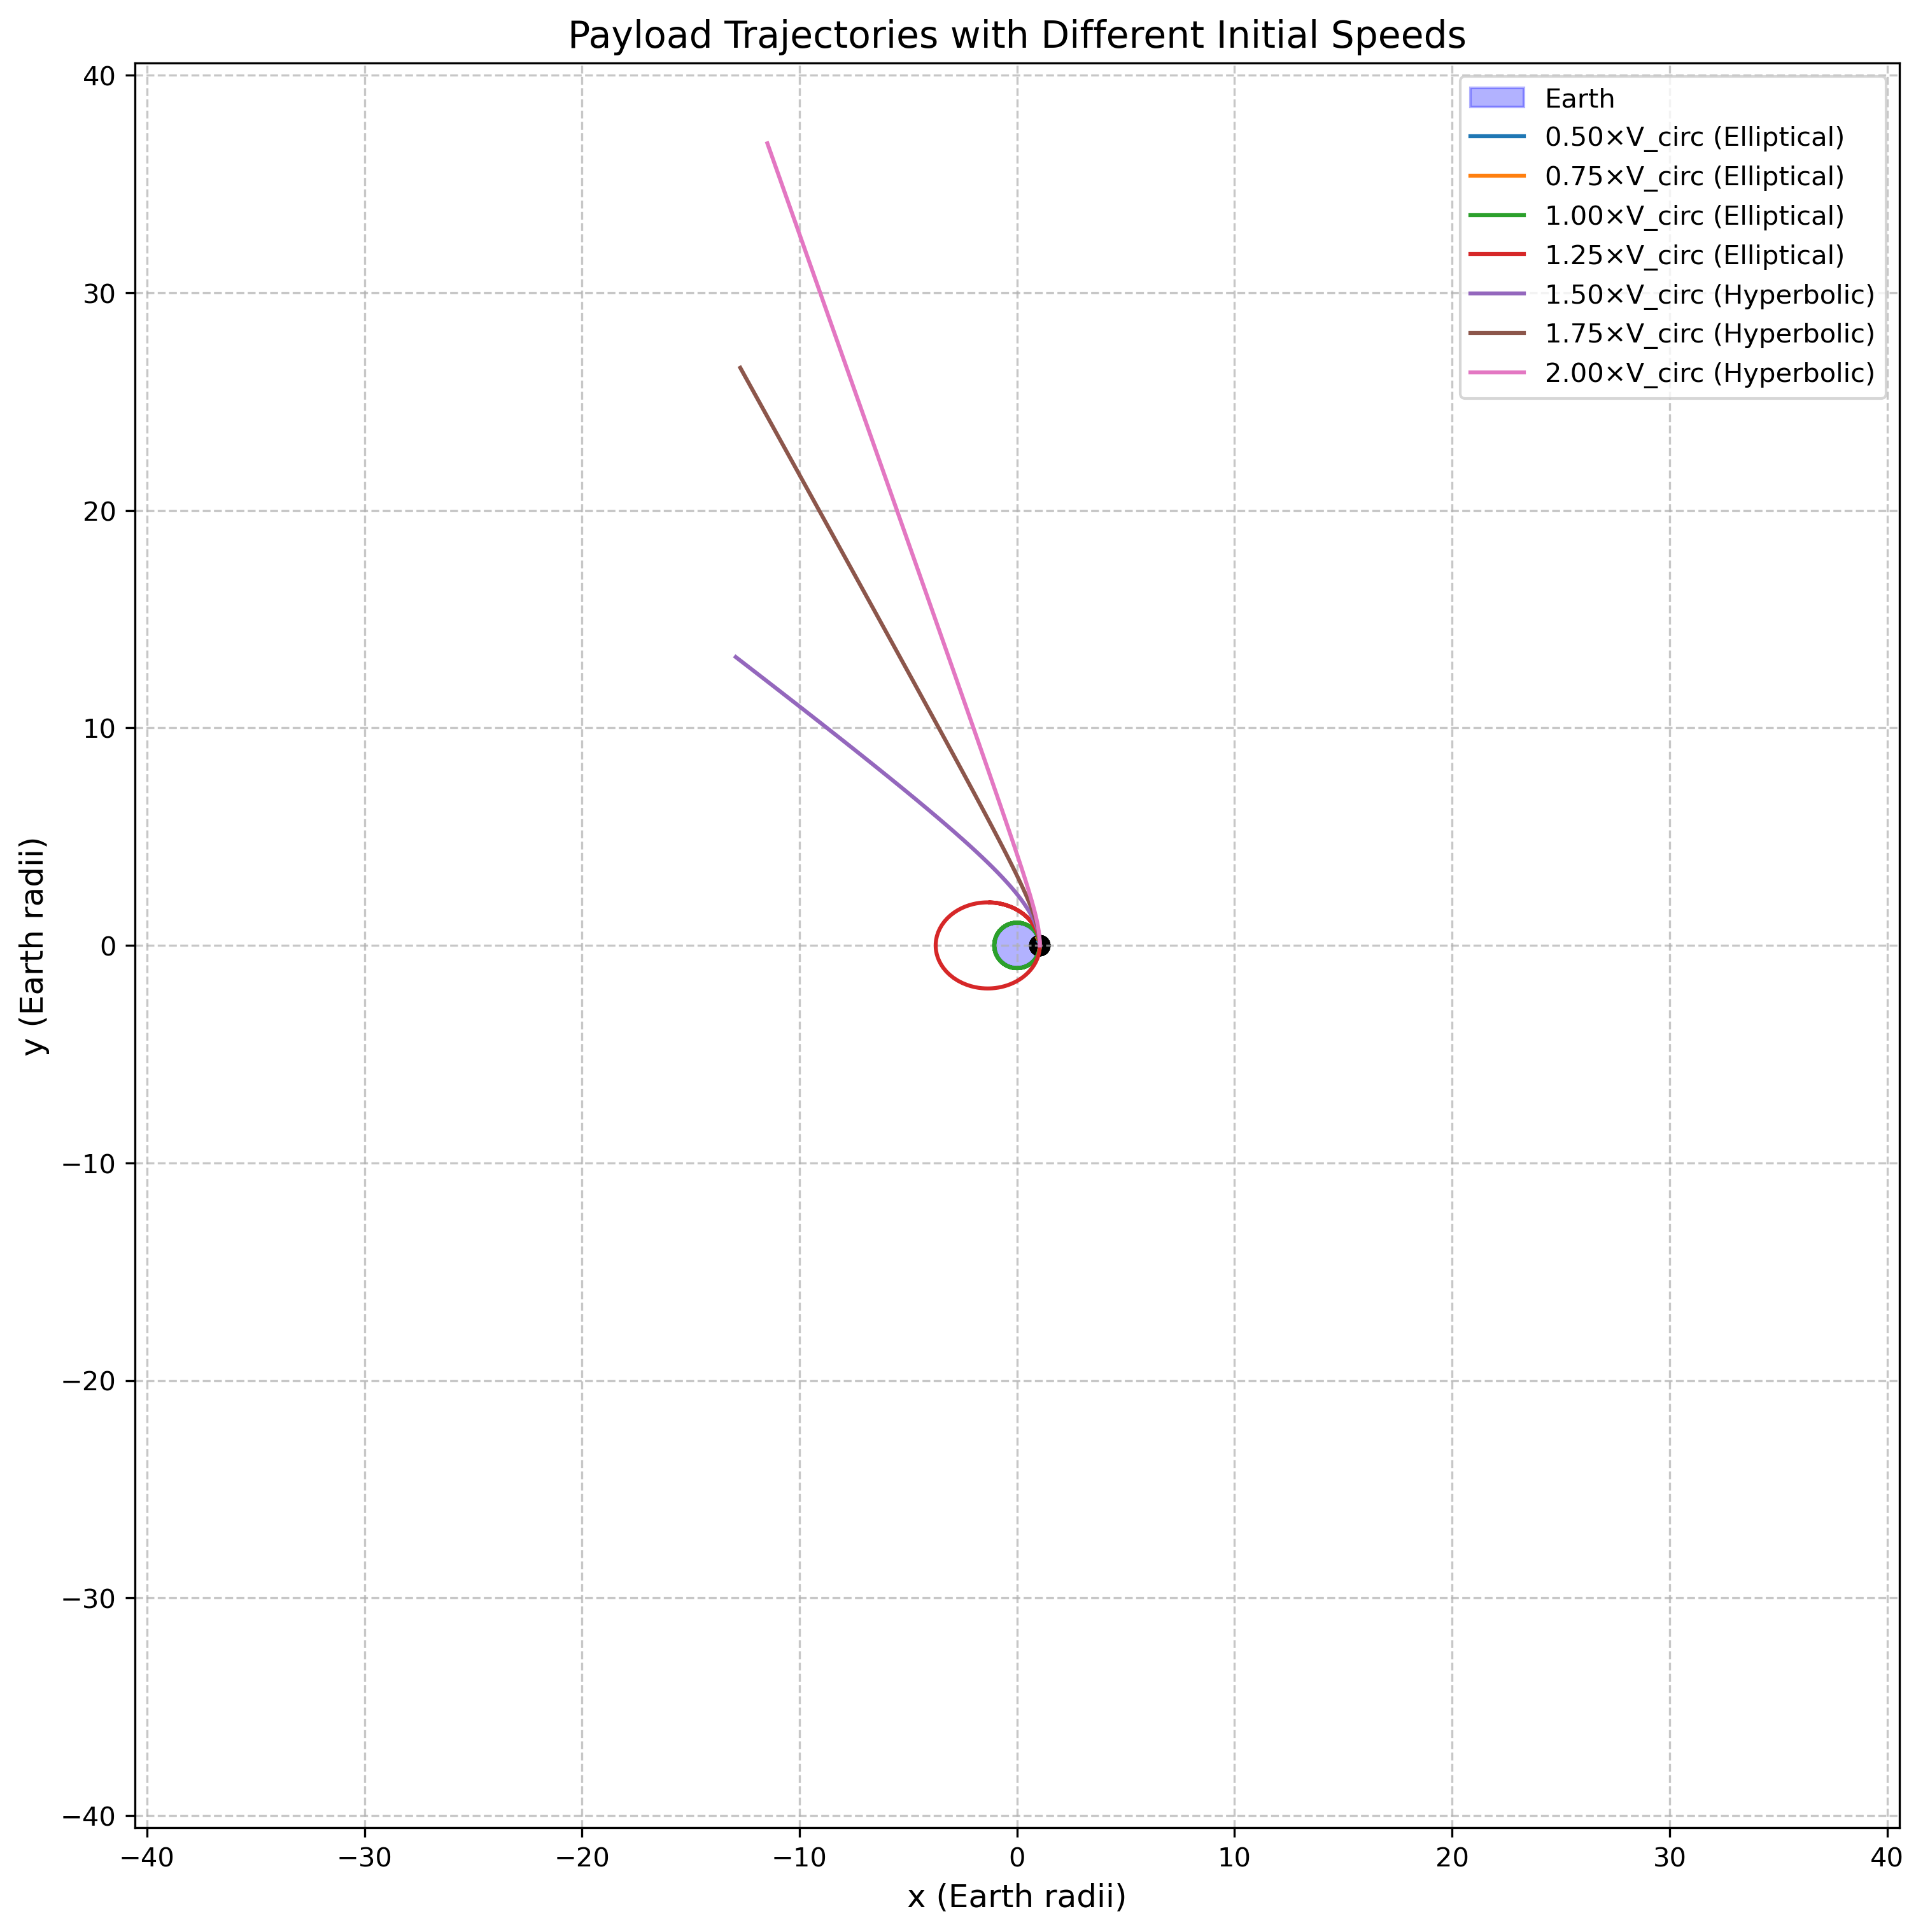 Payload Trajectories with Different Initial Speeds
Earth
0.50×V_circ (Elliptical)
0.75×V_circ (Elliptical)
1.00×V_circ (Elliptical)
1.25×V_circ (Elliptical)
1.50×V_circ (Hyperbolic)
1.75×V_circ (Hyperbolic)
2.00×V_circ (Hyperbolic)
y (Earth radii)
40
30
20
10
0
−10
−20
−30
−40
−40
−30
−20
−10
0
10
20
30
40
x (Earth radii)